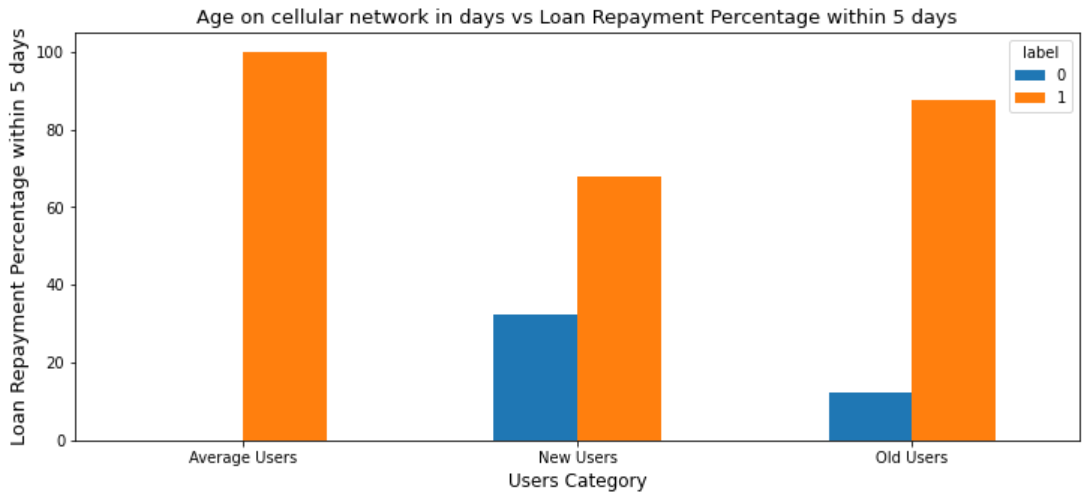 Age on cellular network in days vs Loan Repayment Percentage within 5 days
Loan Repayment Percentage within 5 days
100
80
60
40
20
0
label
0
1
Average Users
New Users
Old Users
Users Category